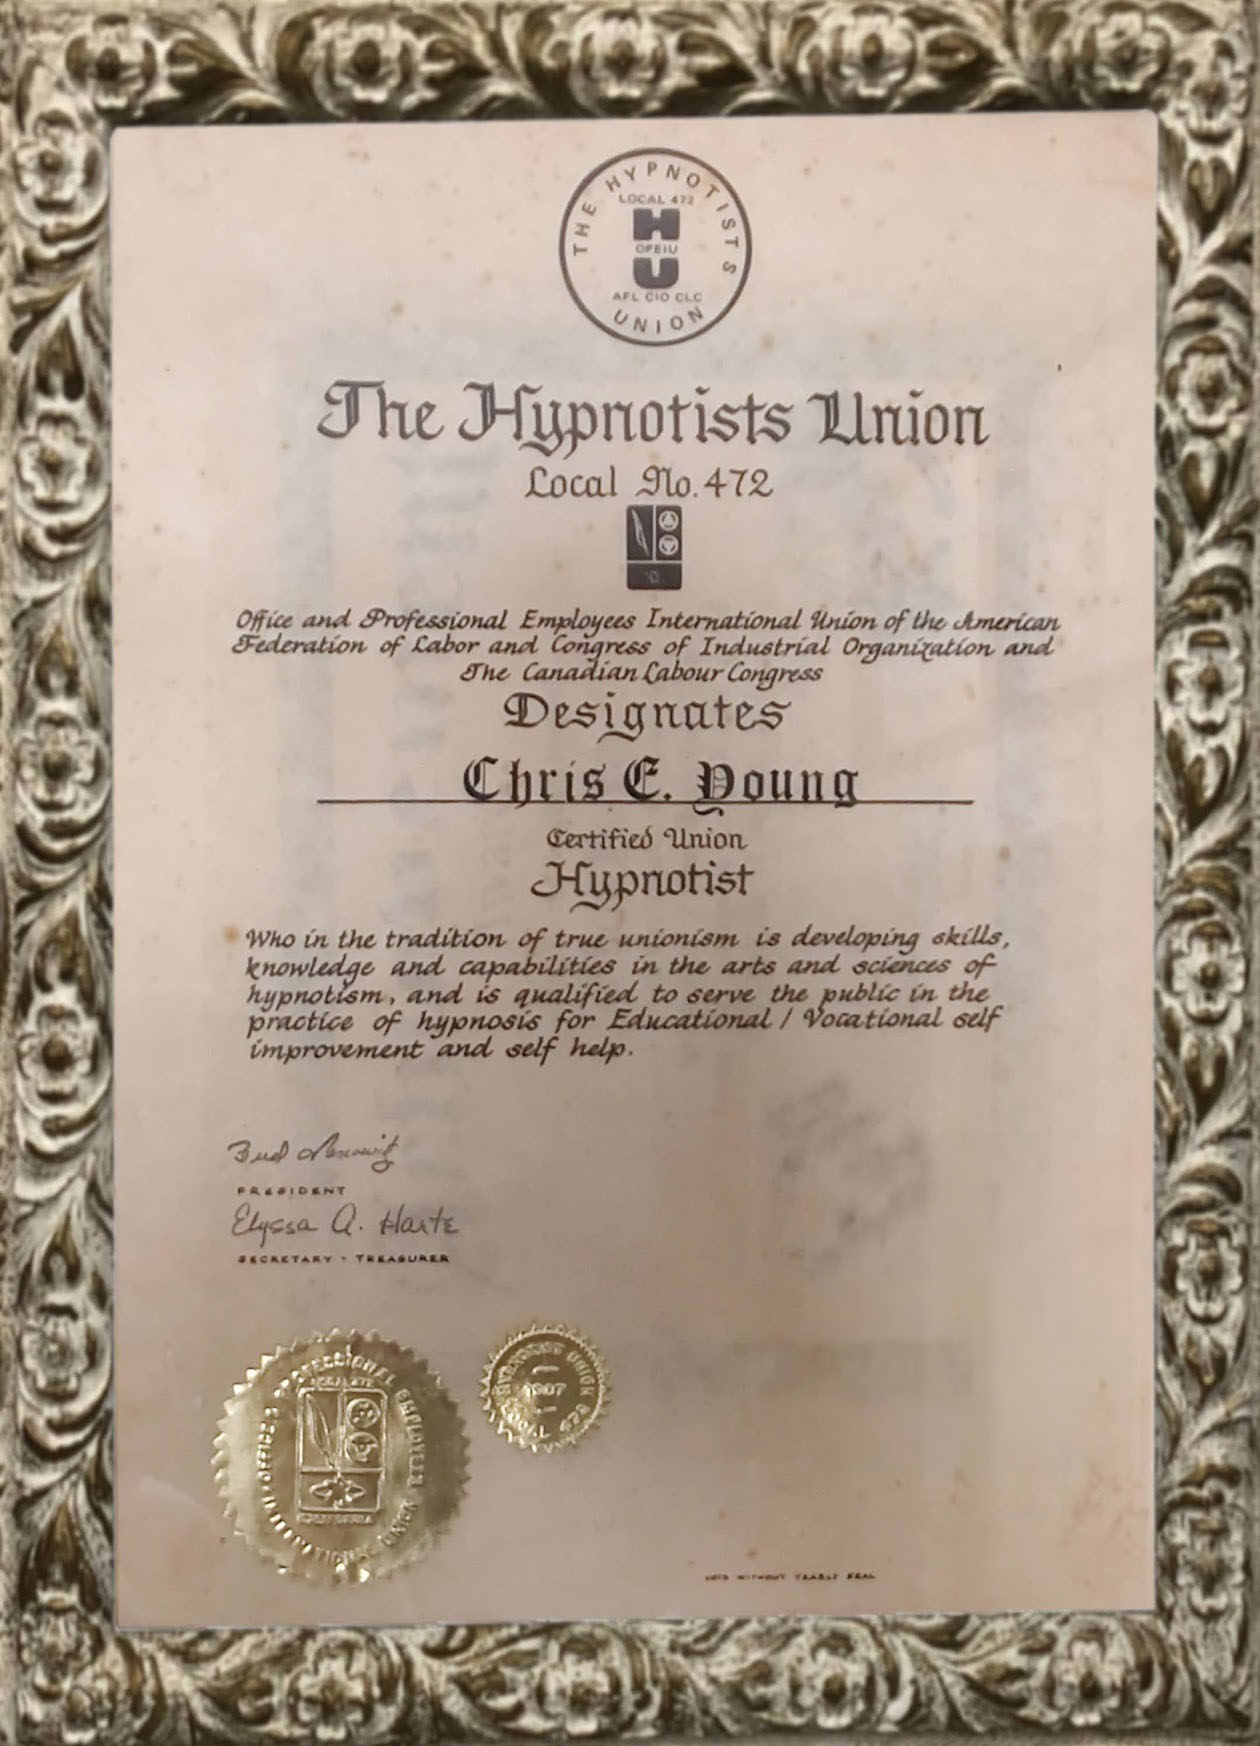 THE HYPNOTISTS
LOCAL 472
H
OPEIU
U
AFL CIO CLC
UNION
The Hypnotists Union
Local No. 472
Office and Professional Employees International Union of the American
Federation of Labor and Congress of Industrial Organization and
The Canadian Labour Congress
Designates
Chris E. Young
Certified Union
Hypnotist
Who in the tradition of true unionism is developing skills,
knowledge and capabilities in the arts and sciences of
hypnotism, and is qualified to serve the public in the
practice of hypnosis for Educational / Vocational self
improvement and self help.
PRESIDENT
Elyssa A. Harte
SECRETARY - TREASURER
OFFICE & PROFESSIONAL EMPLOYEES
INTERNATIONAL UNION
LOCAL 472
CALIFORNIA
UNION
LOCAL
VOID WITHOUT YEARLY SEAL